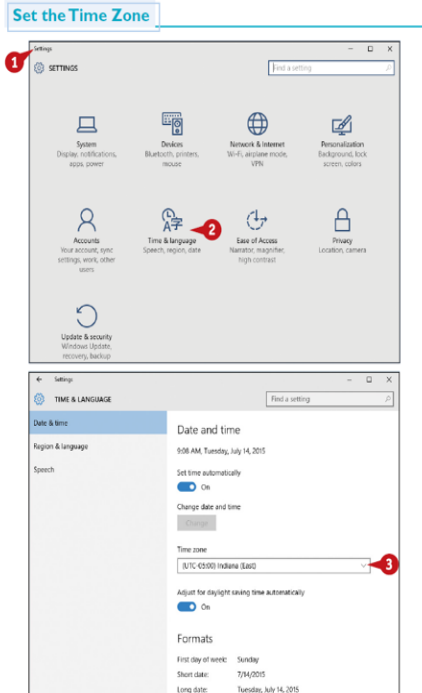 Set the Time Zone
1
Settings
SETTINGS
Find a setting
System
Display, notifications,
apps, power
Devices
Bluetooth, printers,
mouse
Network & Internet
Wi-Fi, airplane mode,
VPN
Personalization
Background, lock
screen, colors
Accounts
Your account, sync
settings, work, other
users
A字
Time & language
Speech, region, date
2
Ease of Access
Narrator, magnifier,
high contrast
Privacy
Location, camera
Update & security
Windows Update,
recovery, backup
Settings
TIME & LANGUAGE
Find a setting
Date & time
Region & language
Speech
Date and time
9:08 AM, Tuesday, July 14, 2015
Set time automatically
On
Change date and time
Change
Time zone
(UTC-05:00) Indiana (East)
3
Adjust for daylight saving time automatically
On
Formats
First day of week: Sunday
Short date: 7/14/2015
Long date: Tuesday, July 14, 2015